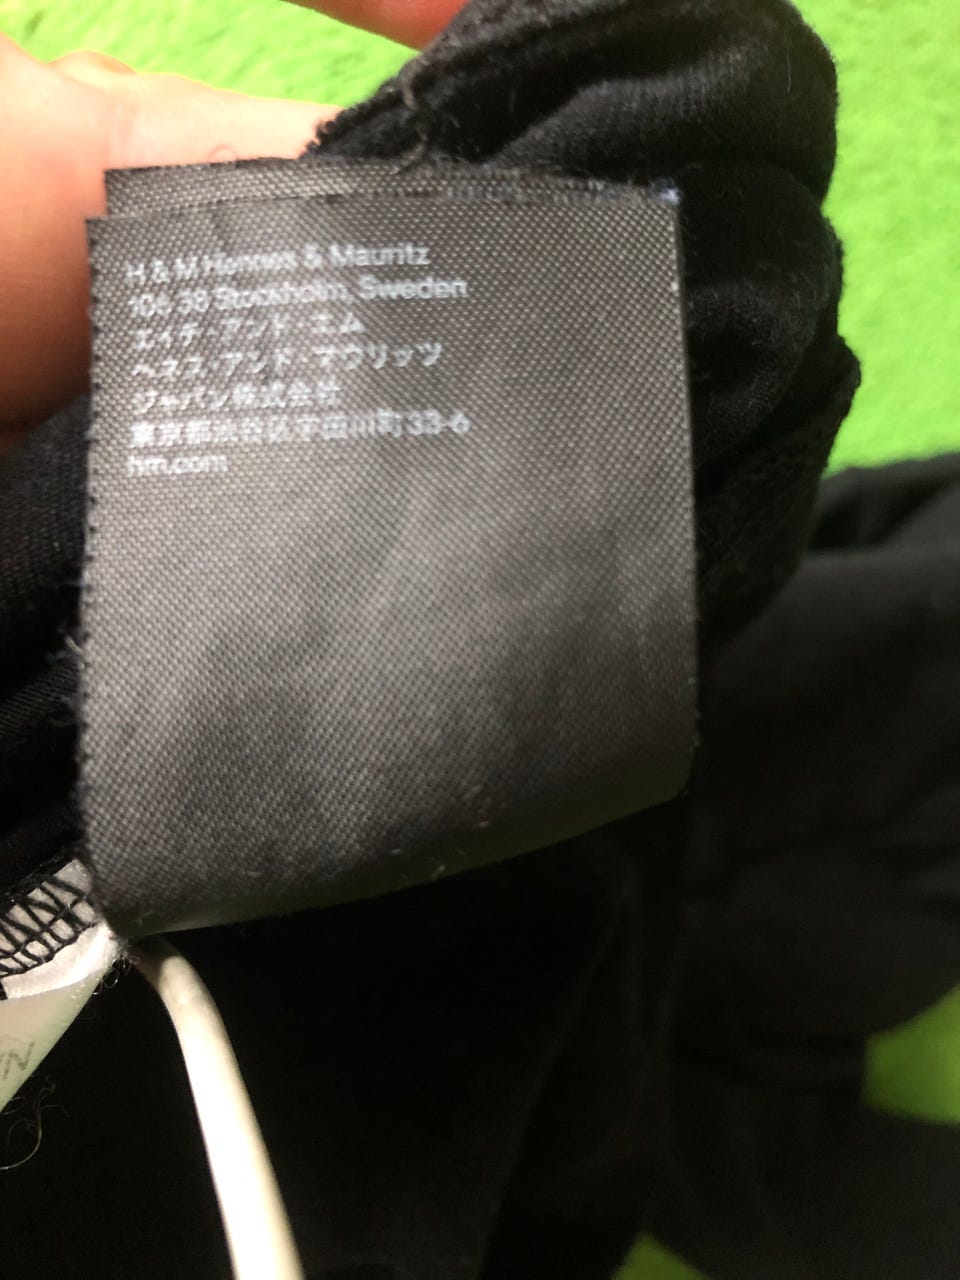 H & M Hennes & Mauritz
106 38 Stockholm, Sweden
エイチ・アンド・エム
ヘネス・アンド・マウリッツ
ジャパン株式会社
東京都渋谷区宇田川町33-6
hm.com